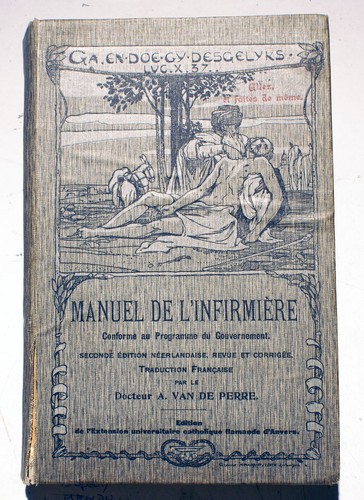 GA·EN·DOE·GY·DESGELYKS·
LUC.X.37.
Allez,
et faites de même.
MANUEL DE L'INFIRMIÈRE
Conforme au Programme du Gouvernement.
SECONDE ÉDITION NÉERLANDAISE, REVUE ET CORRIGÉE.
TRADUCTION FRANÇAISE
PAR LE
Docteur A. VAN DE PERRE.
Edition
de l'Extension universitaire catholique flamande d'Anvers.